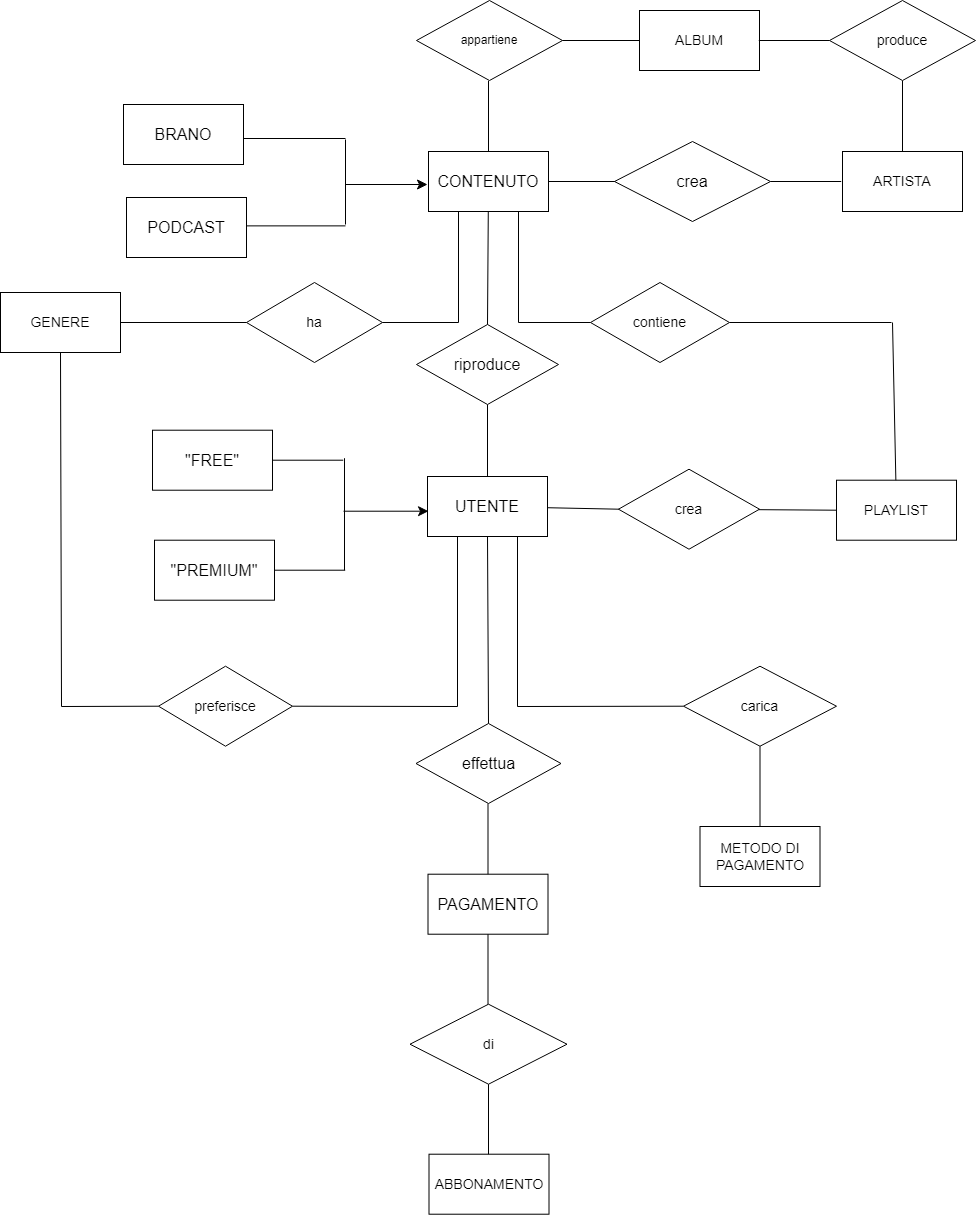 appartiene
ALBUM
produce
BRANO
CONTENUTO
crea
ARTISTA
PODCAST
GENERE
ha
contiene
riproduce
"FREE"
UTENTE
crea
PLAYLIST
"PREMIUM"
preferisce
carica
effettua
METODO DI
PAGAMENTO
PAGAMENTO
di
ABBONAMENTO